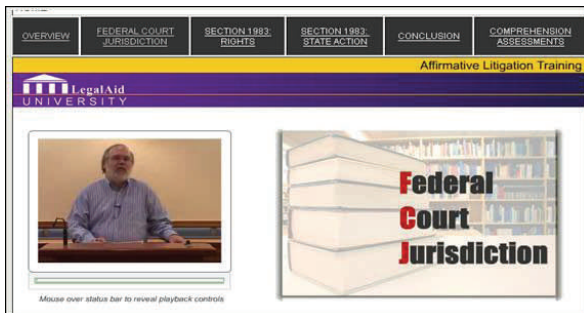 OVERVIEW
FEDERAL COURT
JURISDICTION
SECTION 1983:
RIGHTS
SECTION 1983:
STATE ACTION
CONCLUSION
COMPREHENSION
ASSESSMENTS
Affirmative Litigation Training
LegalAid
UNIVERSITY
Federal
Court
Jurisdiction
Mouse over status bar to reveal playback controls